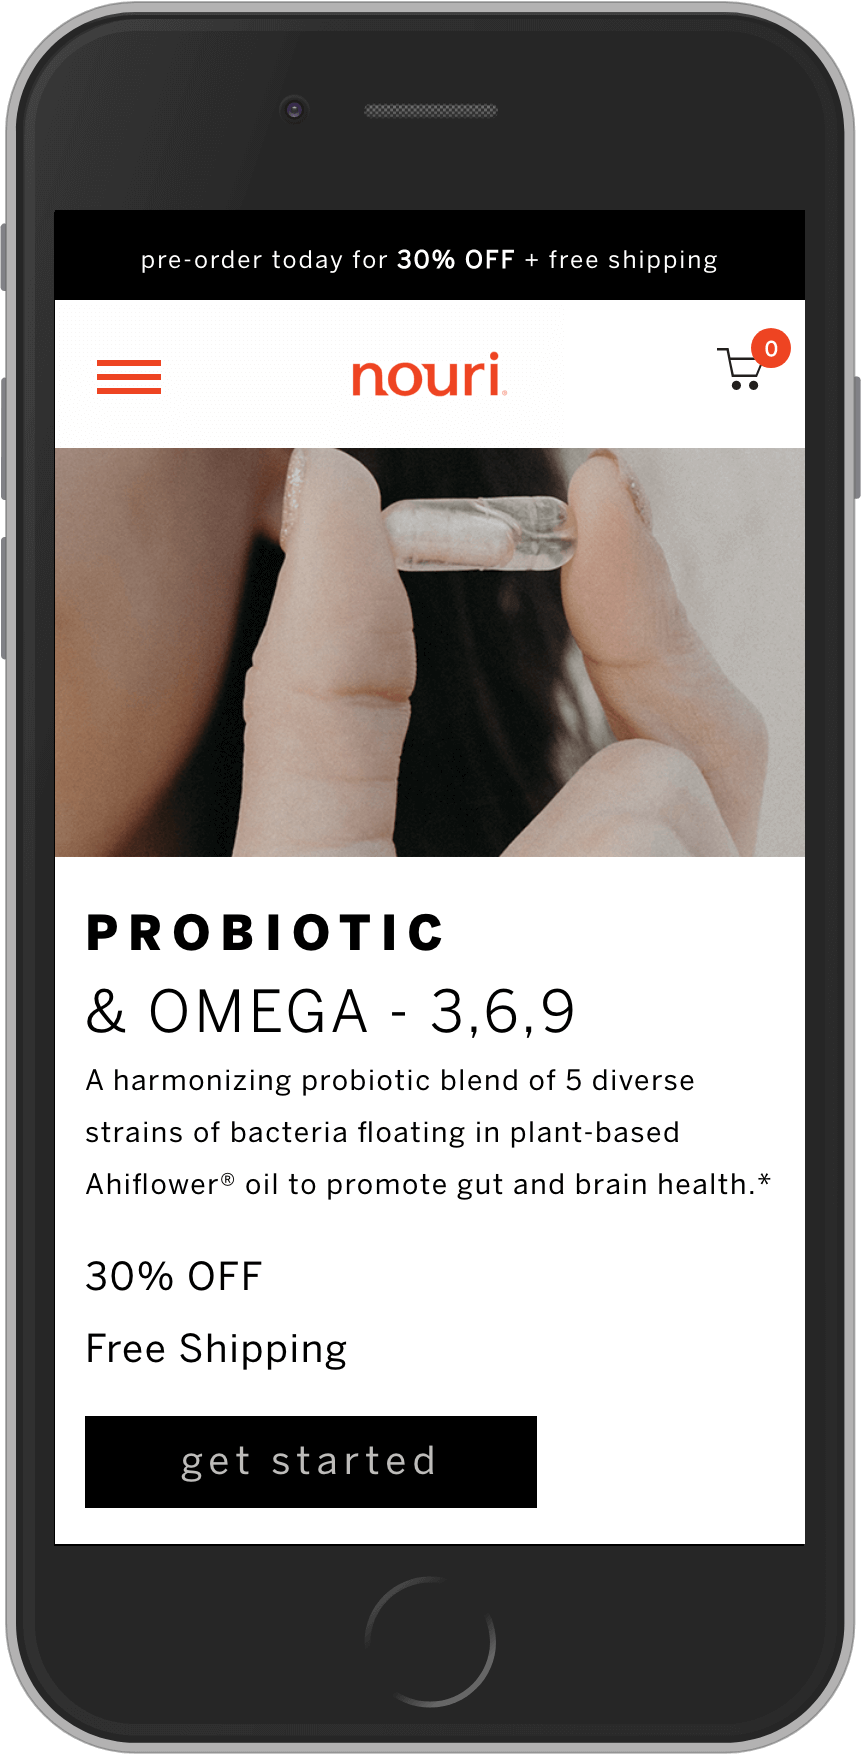 pre-order today for 30% OFF + free shipping
nouri®
0
PROBIOTIC
& OMEGA - 3,6,9
A harmonizing probiotic blend of 5 diverse
strains of bacteria floating in plant-based
Ahiflower® oil to promote gut and brain health.*
30% OFF
Free Shipping
get started